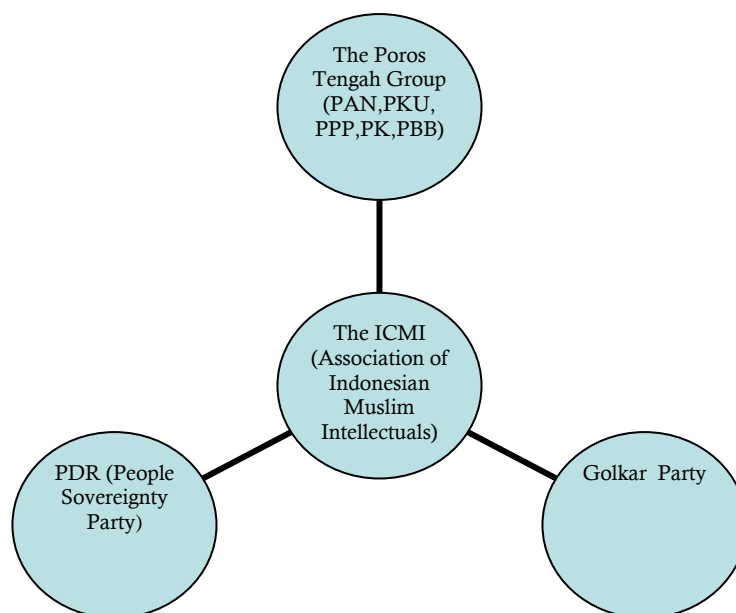 The Poros
Tengah Group
(PAN,PKU,
PPP,PK,PBB)
The ICMI
(Association of
Indonesian
Muslim
Intellectuals)
PDR (People
Sovereignty
Party)
Golkar Party